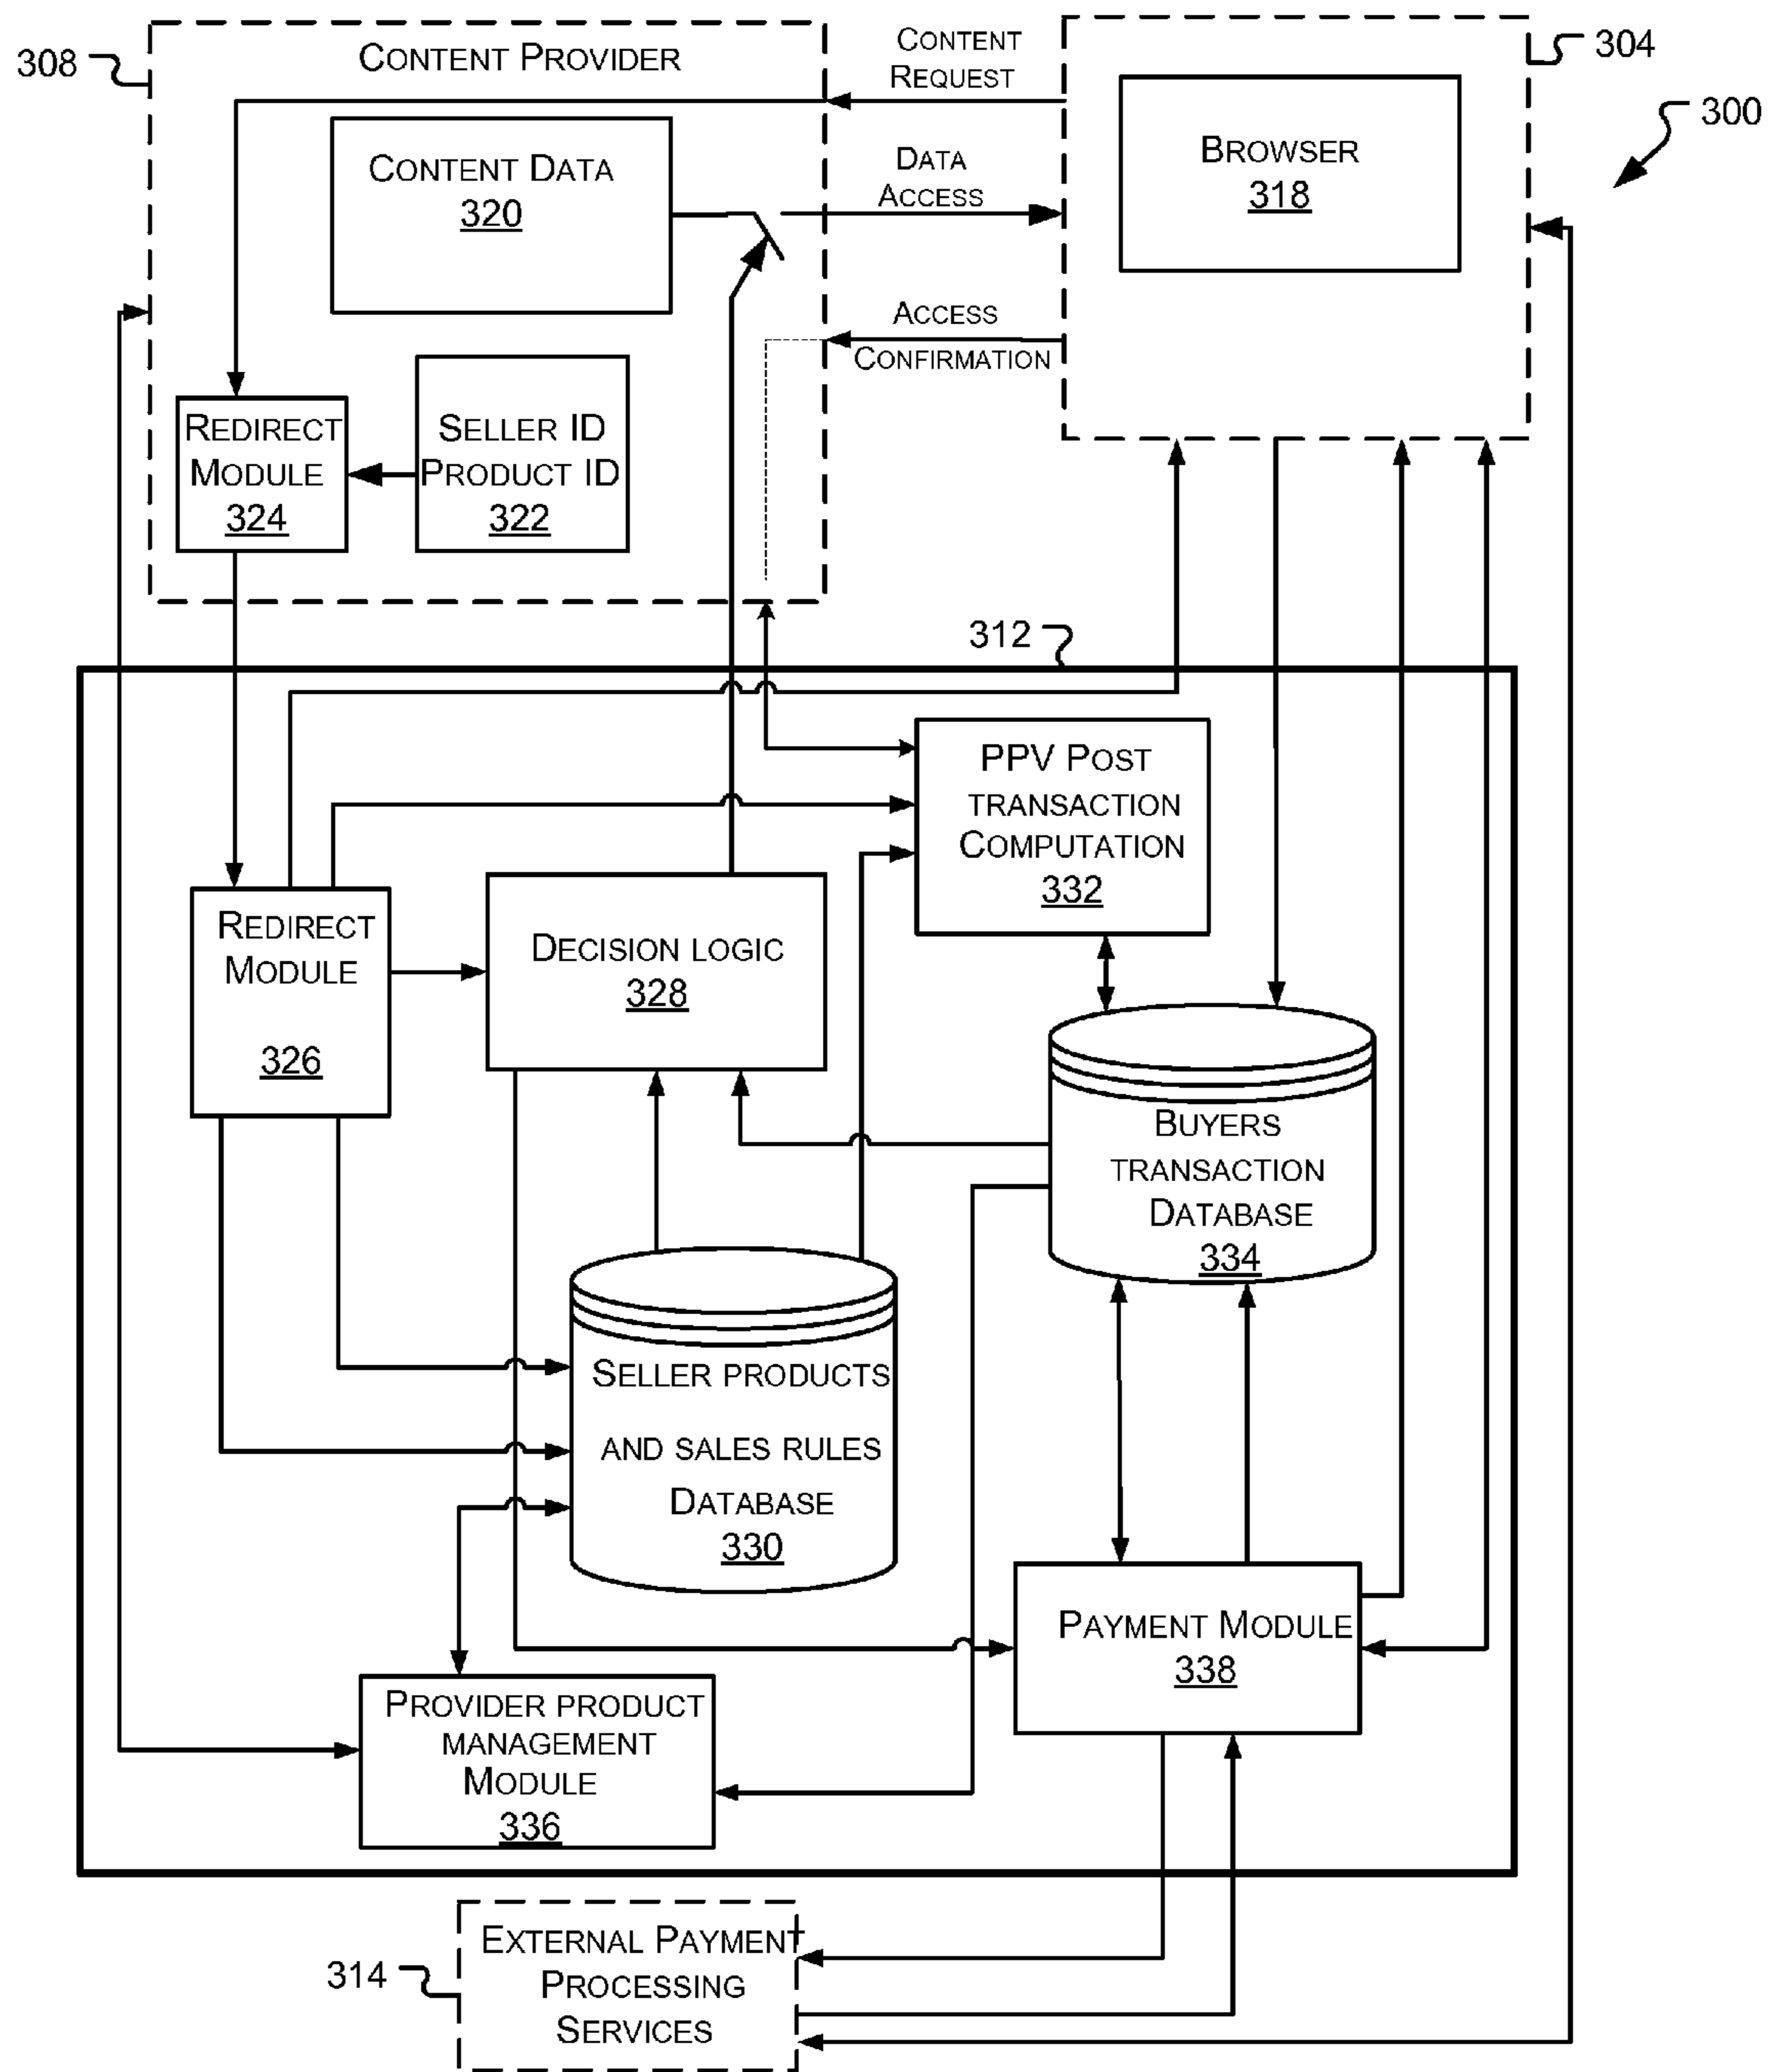 308
CONTENT PROVIDER
CONTENT
REQUEST
304
300
CONTENT DATA
320
DATA
ACCESS
BROWSER
318
ACCESS
CONFIRMATION
REDIRECT
MODULE
324
SELLER ID
PRODUCT ID
322
312
PPV POST
TRANSACTION
COMPUTATION
332
REDIRECT
MODULE
326
DECISION LOGIC
328
BUYERS
TRANSACTION
DATABASE
334
SELLER PRODUCTS
AND SALES RULES
DATABASE
330
PAYMENT MODULE
338
PROVIDER PRODUCT
MANAGEMENT
MODULE
336
314
EXTERNAL PAYMENT
PROCESSING
SERVICES